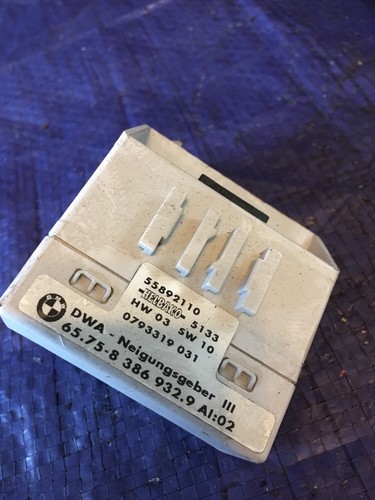 55892110
-HELBAKO- 5133
HW 03 SW 10
0793319 031
DWA - Neigungsgeber III
65.75-8 386 932.9 AI:02